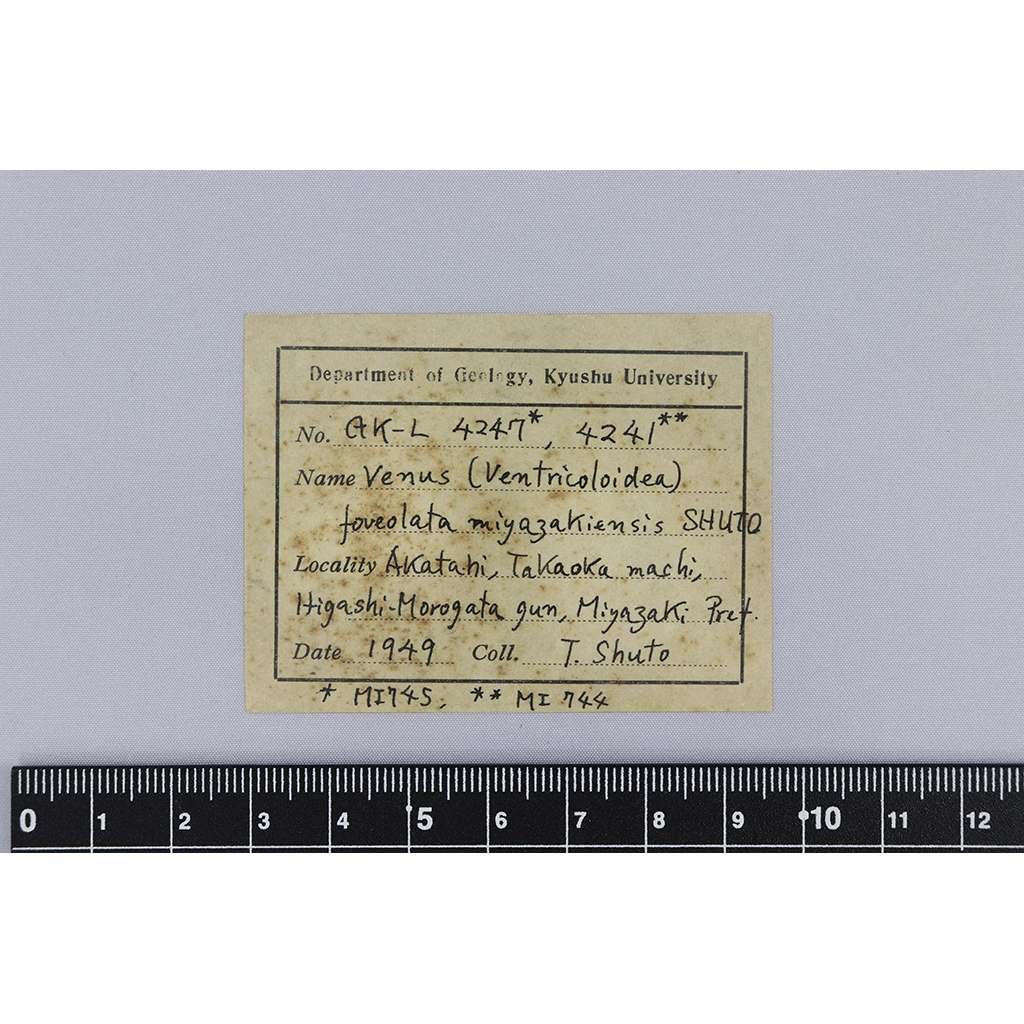 Department of Geology, Kyushu University
No. GK-L 4247*, 4241**
Name Venus (Ventricoloidea)
foveolata miyazakiensis SHUTO
Locality Akatani, Takaoka machi,
Higashi-Morogata gun, Miyazaki Pref.
Date 1949 Coll. T. Shuto
* MI745, ** MI 744
0 1 2 3 4 5 6 7 8 9 10 11 12